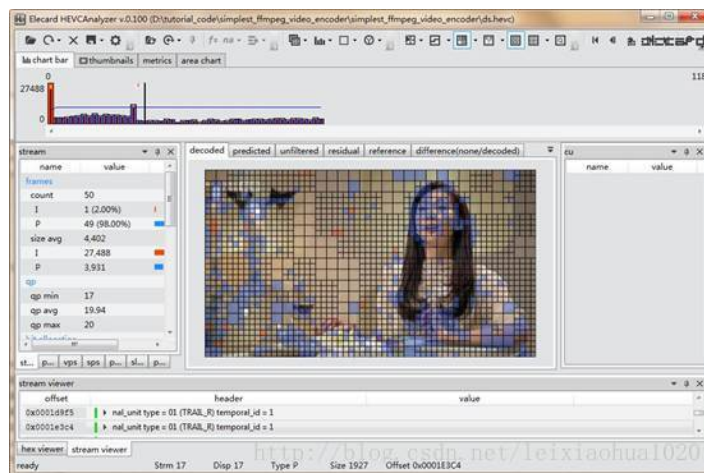 Elecard HEVCAnalyzer v.0.100 (D:\tutorial_code\simplest_ffmpeg_video_encoder\simplest_ffmpeg_video_encoder\ds.hevc)
chart bar thumbnails metrics area chart
0
27488
0
118
stream
name value
frames
count 50
I 1 (2.00%)
P 49 (98.00%)
size avg 4,402
I 27,488
P 3,931
qp
qp min 17
qp avg 19.94
qp max 20
st... p... vps sps p... sl... p...
decoded predicted unfiltered residual reference difference(none/decoded)
cu
name value
stream viewer
offset header value
0x0001d9f5 nal_unit type = 01 (TRAIL_R) temporal_id = 1
0x0001e3c4 nal_unit type = 01 (TRAIL_R) temporal_id = 1
hex viewer stream viewer
http://blog.csdn.net/leixiaohua1020
ready Strm 17 Disp 17 Type P Size 1927 Offset 0x0001E3C4